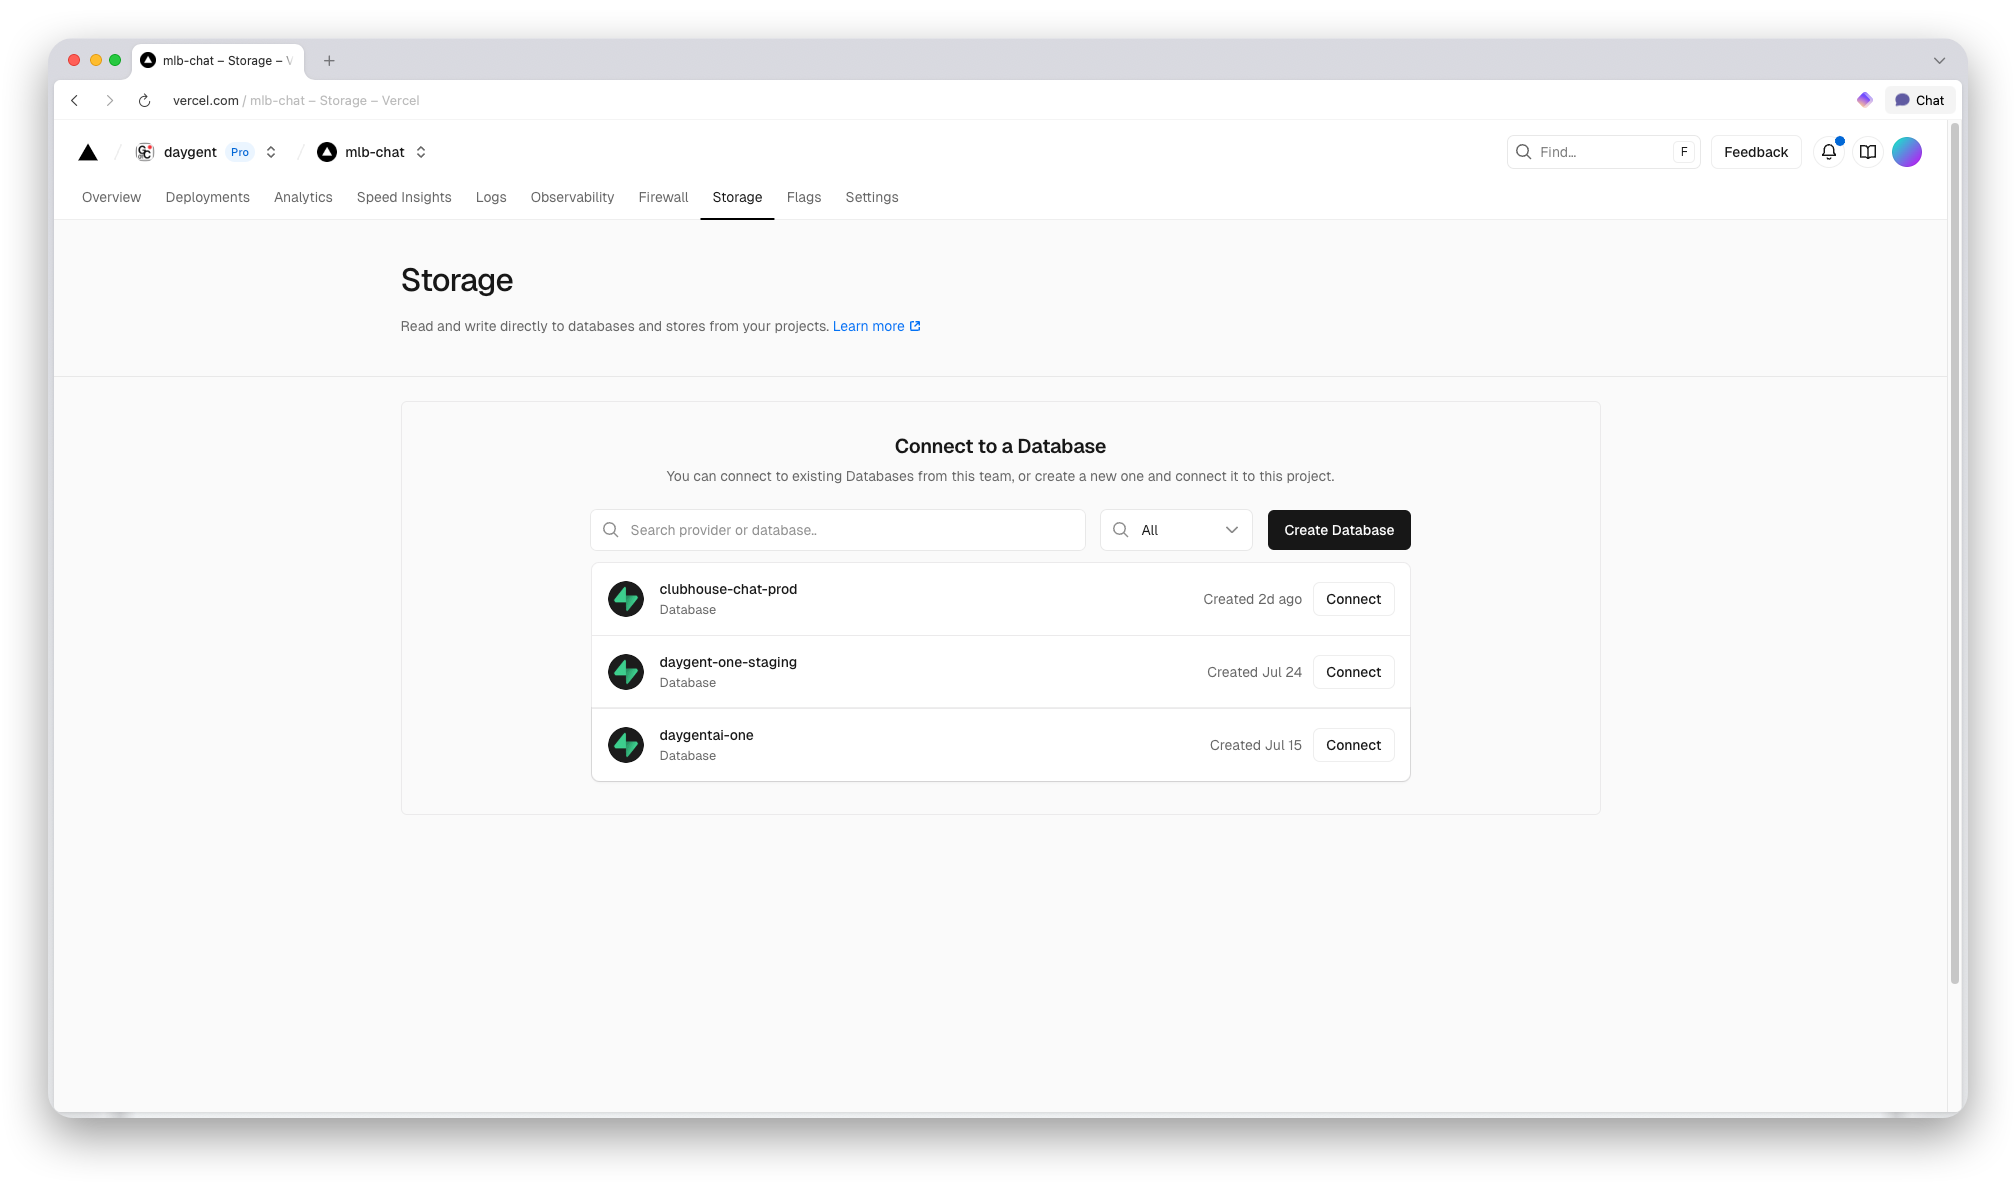 mlb-chat – Storage – V
vercel.com / mlb-chat – Storage – Vercel
Chat
daygent Pro
mlb-chat
Find...
F
Feedback
Overview
Deployments
Analytics
Speed Insights
Logs
Observability
Firewall
Storage
Flags
Settings
Storage
Read and write directly to databases and stores from your projects. Learn more
Connect to a Database
You can connect to existing Databases from this team, or create a new one and connect it to this project.
Search provider or database..
All
Create Database
clubhouse-chat-prod
Database
Created 2d ago
Connect
daygent-one-staging
Database
Created Jul 24
Connect
daygentai-one
Database
Created Jul 15
Connect